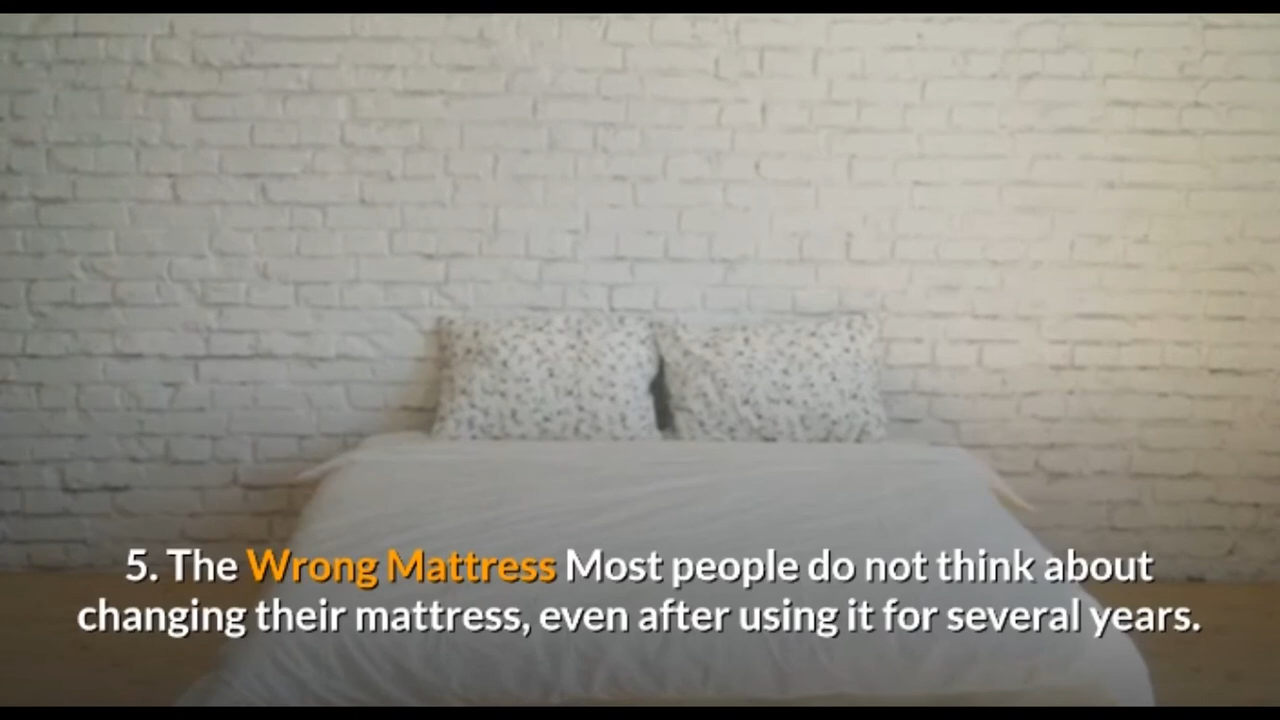 5. The Wrong Mattress Most people do not think about
changing their mattress, even after using it for several years.